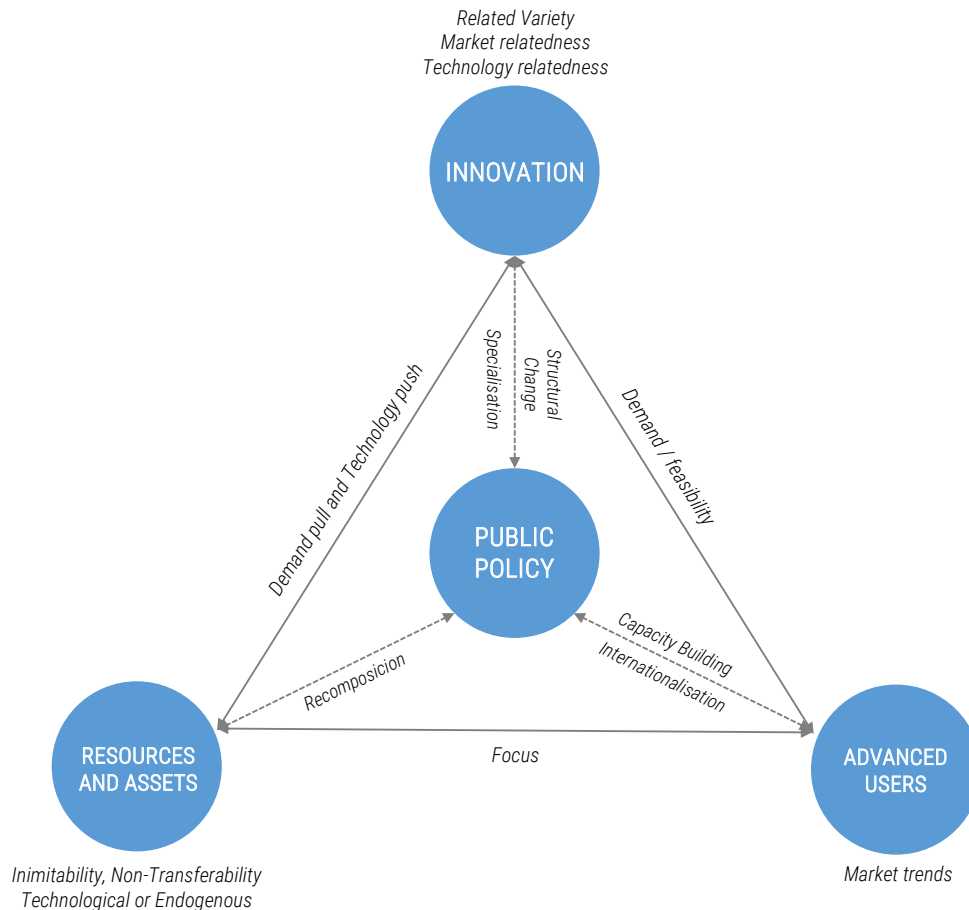 Related Variety
Market relatedness
Technology relatedness
INNOVATION
Specialisation
Structural
Change
Demand pull and Technology push
Demand / feasibility
PUBLIC
POLICY
Capacity Building
Internationalisation
Recomposicion
RESOURCES
AND ASSETS
Focus
ADVANCED
USERS
Inimitability, Non-Transferability
Technological or Endogenous
Market trends